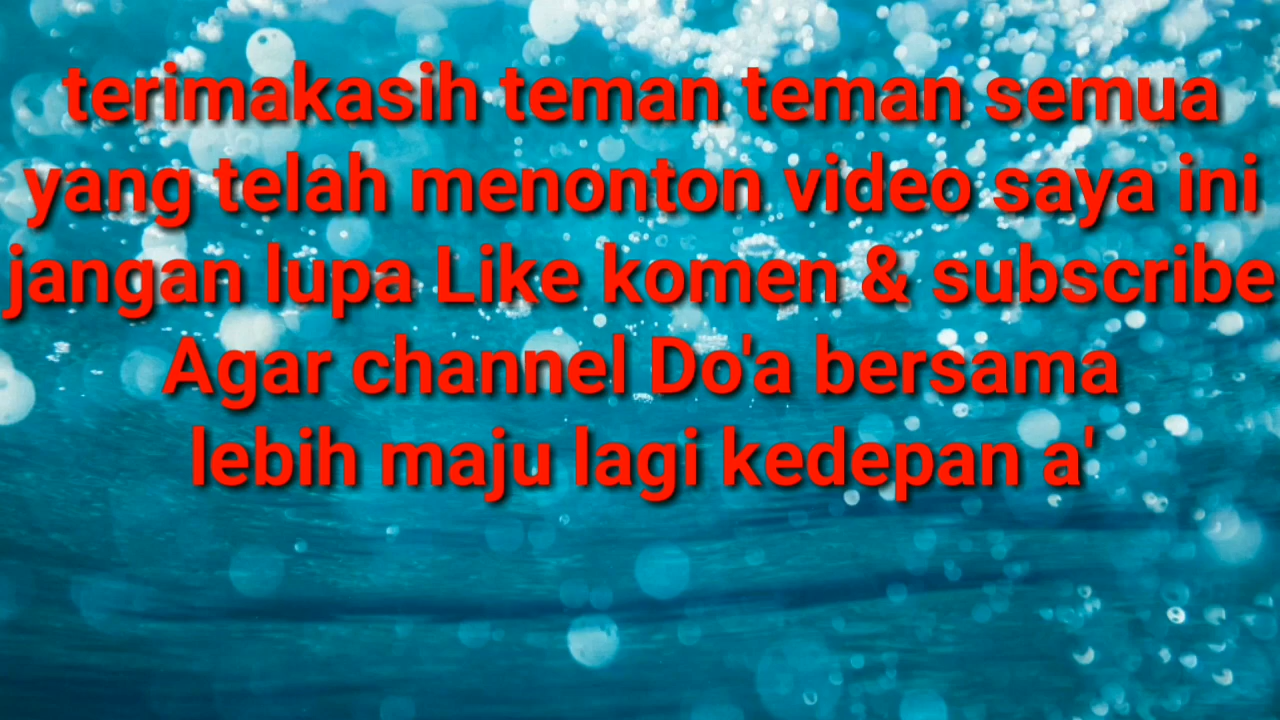 terimakasih teman teman semua
yang telah menonton video saya ini
jangan lupa Like komen & subscribe
Agar channel Do'a bersama
lebih maju lagi kedepan a'